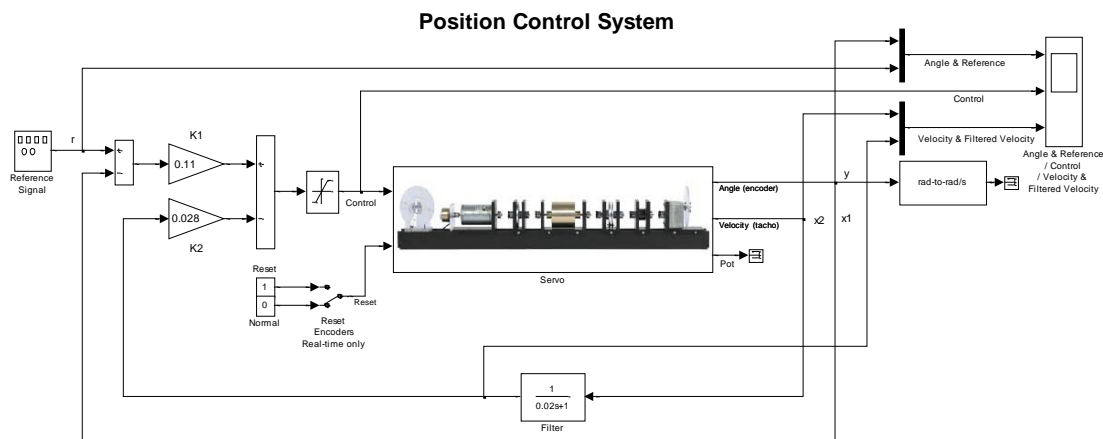 Position Control System
Angle & Reference
Control
Velocity & Filtered Velocity
Angle & Reference
/ Control
/ Velocity &
Filtered Velocity
r
K1
0.11
+
−
+
−
Reference
Signal
0.028
K2
Control
Angle (encoder)
y
rad-to-rad/s
Velocity (tacho)
x2
x1
Pot
Servo
Reset
1
0
Normal
Reset
Reset
Encoders
Real-time only
1
0.02s+1
Filter